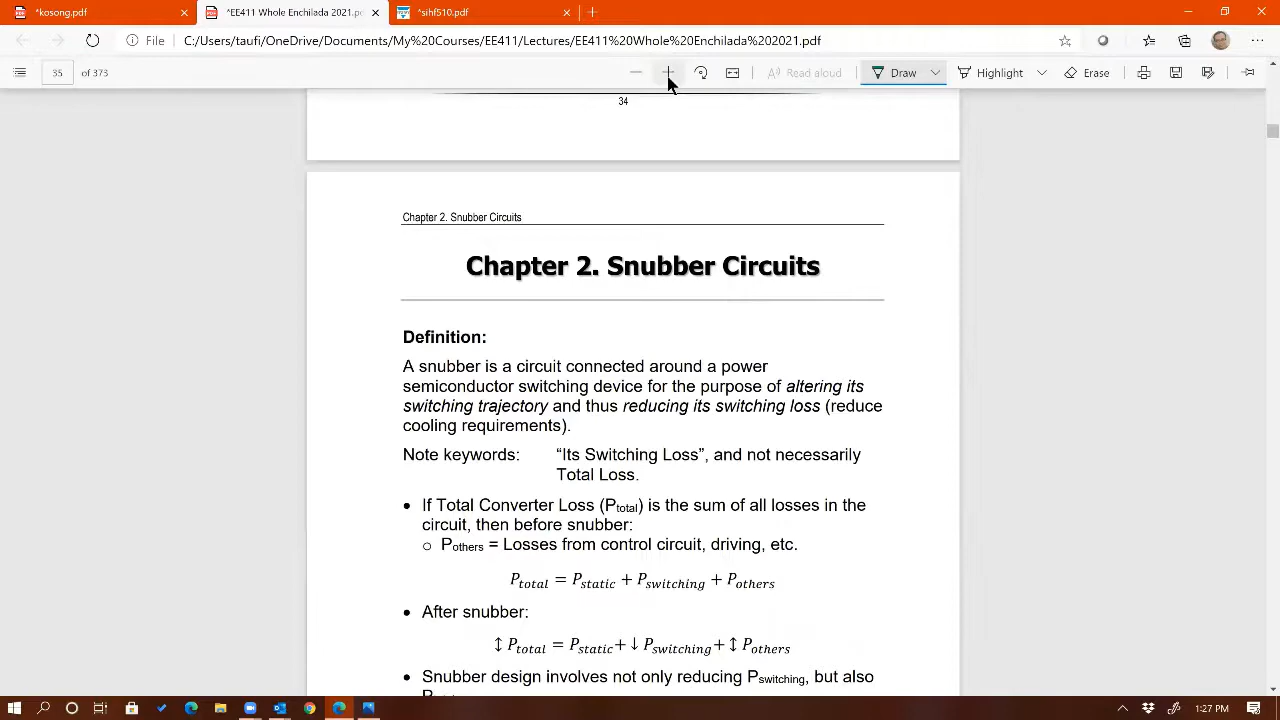 *kosong.pdf
*EE411 Whole Enchilada 2021.p
*sihf510.pdf
File
C:/Users/taufi/OneDrive/Documents/My%20Courses/EE411/Lectures/EE411%20Whole%20Enchilada%202021.pdf
35 of 373
Read aloud
Draw
Highlight
Erase
34
Chapter 2. Snubber Circuits
Chapter 2. Snubber Circuits
Definition:
A snubber is a circuit connected around a power
semiconductor switching device for the purpose of altering its
switching trajectory and thus reducing its switching loss (reduce
cooling requirements).
Note keywords: “Its Switching Loss”, and not necessarily
Total Loss.
• If Total Converter Loss (Ptotal) is the sum of all losses in the
circuit, then before snubber:
o Pothers = Losses from control circuit, driving, etc.
Ptotal = Pstatic + Pswitching + Pothers
• After snubber:
↕ Ptotal = Pstatic+ ↓ Pswitching+ ↕ Pothers
• Snubber design involves not only reducing Pswitching, but also
1:27 PM